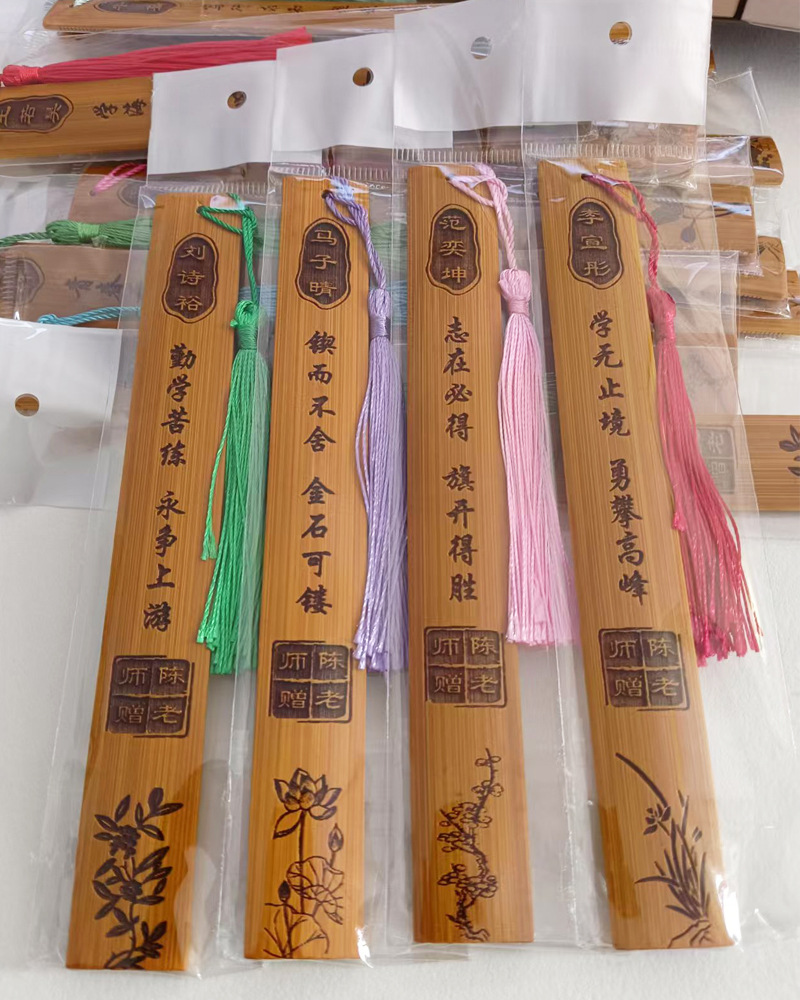 刘诗裕
勤学苦练 永争上游
陈老师赠
马子晴
锲而不舍 金石可镂
陈老师赠
范奕坤
志在必得 旗开得胜
陈老师赠
李宣彤
学无止境 勇攀高峰
陈老师赠